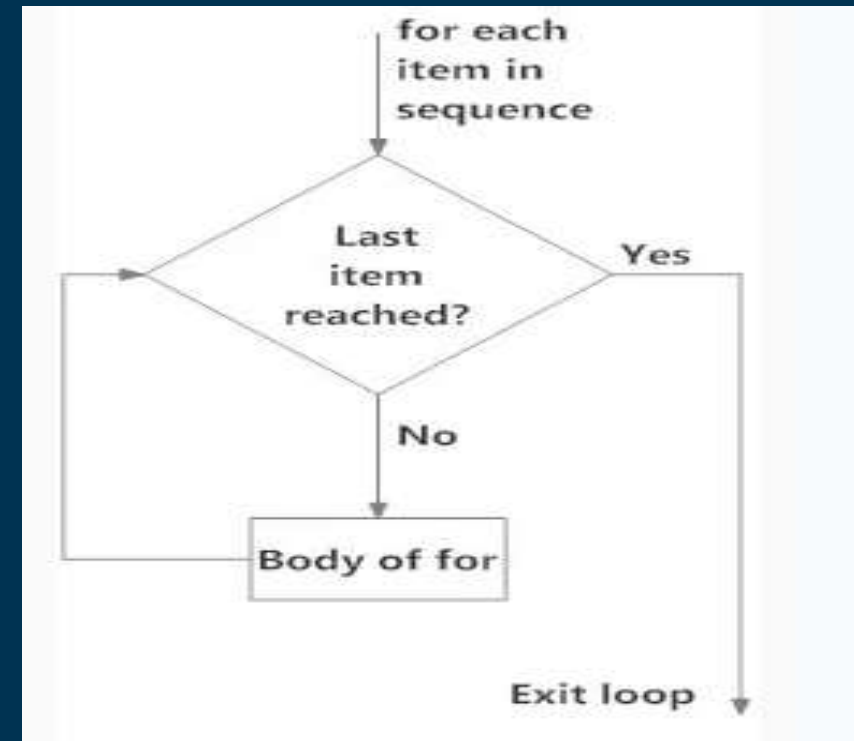 for each
item in
sequence
Last
item
reached?
Yes
No
Body of for
Exit loop